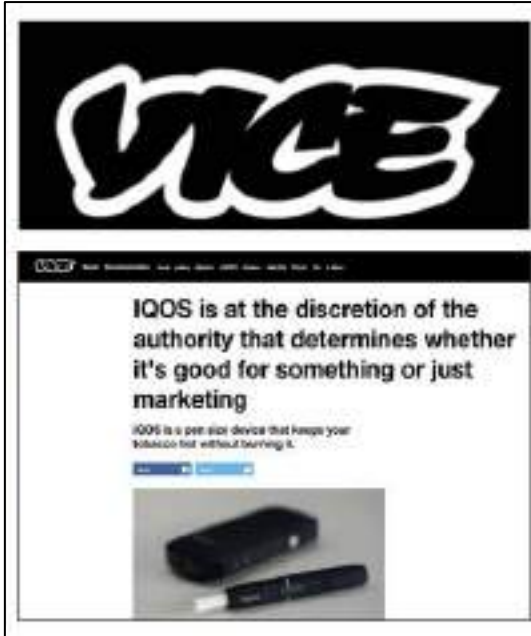 VICE
VICE
IQOS is at the discretion of the
authority that determines whether
it's good for something or just
marketing
IQOS is a pen size device that keeps your
tobacco hot without burning it.